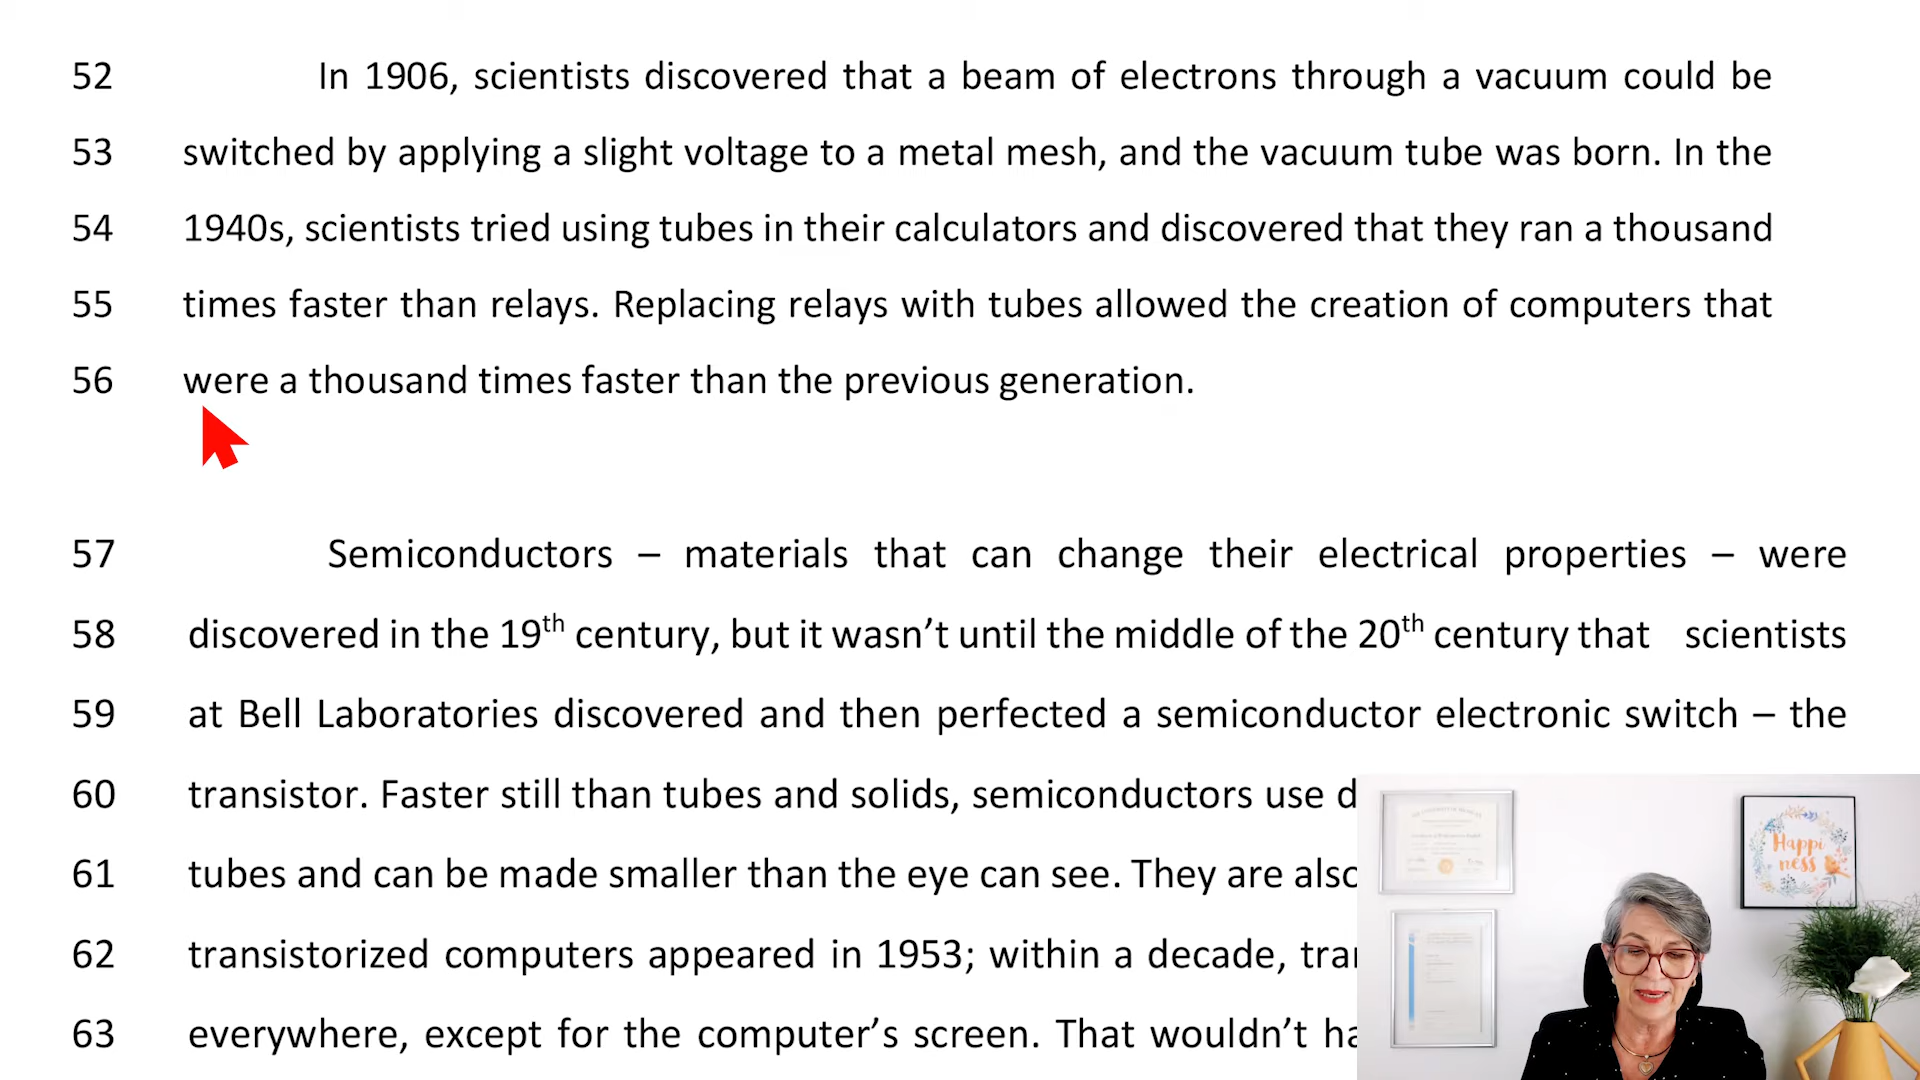 52 In 1906, scientists discovered that a beam of electrons through a vacuum could be
53 switched by applying a slight voltage to a metal mesh, and the vacuum tube was born. In the
54 1940s, scientists tried using tubes in their calculators and discovered that they ran a thousand
55 times faster than relays. Replacing relays with tubes allowed the creation of computers that
56 were a thousand times faster than the previous generation.
57 Semiconductors – materials that can change their electrical properties – were
58 discovered in the 19th century, but it wasn’t until the middle of the 20th century that scientists
59 at Bell Laboratories discovered and then perfected a semiconductor electronic switch – the
60 transistor. Faster still than tubes and solids, semiconductors use
61 tubes and can be made smaller than the eye can see. They are also
62 transistorized computers appeared in 1953; within a decade,
63 everywhere, except for the computer’s screen. That wouldn’t
Happi
ness